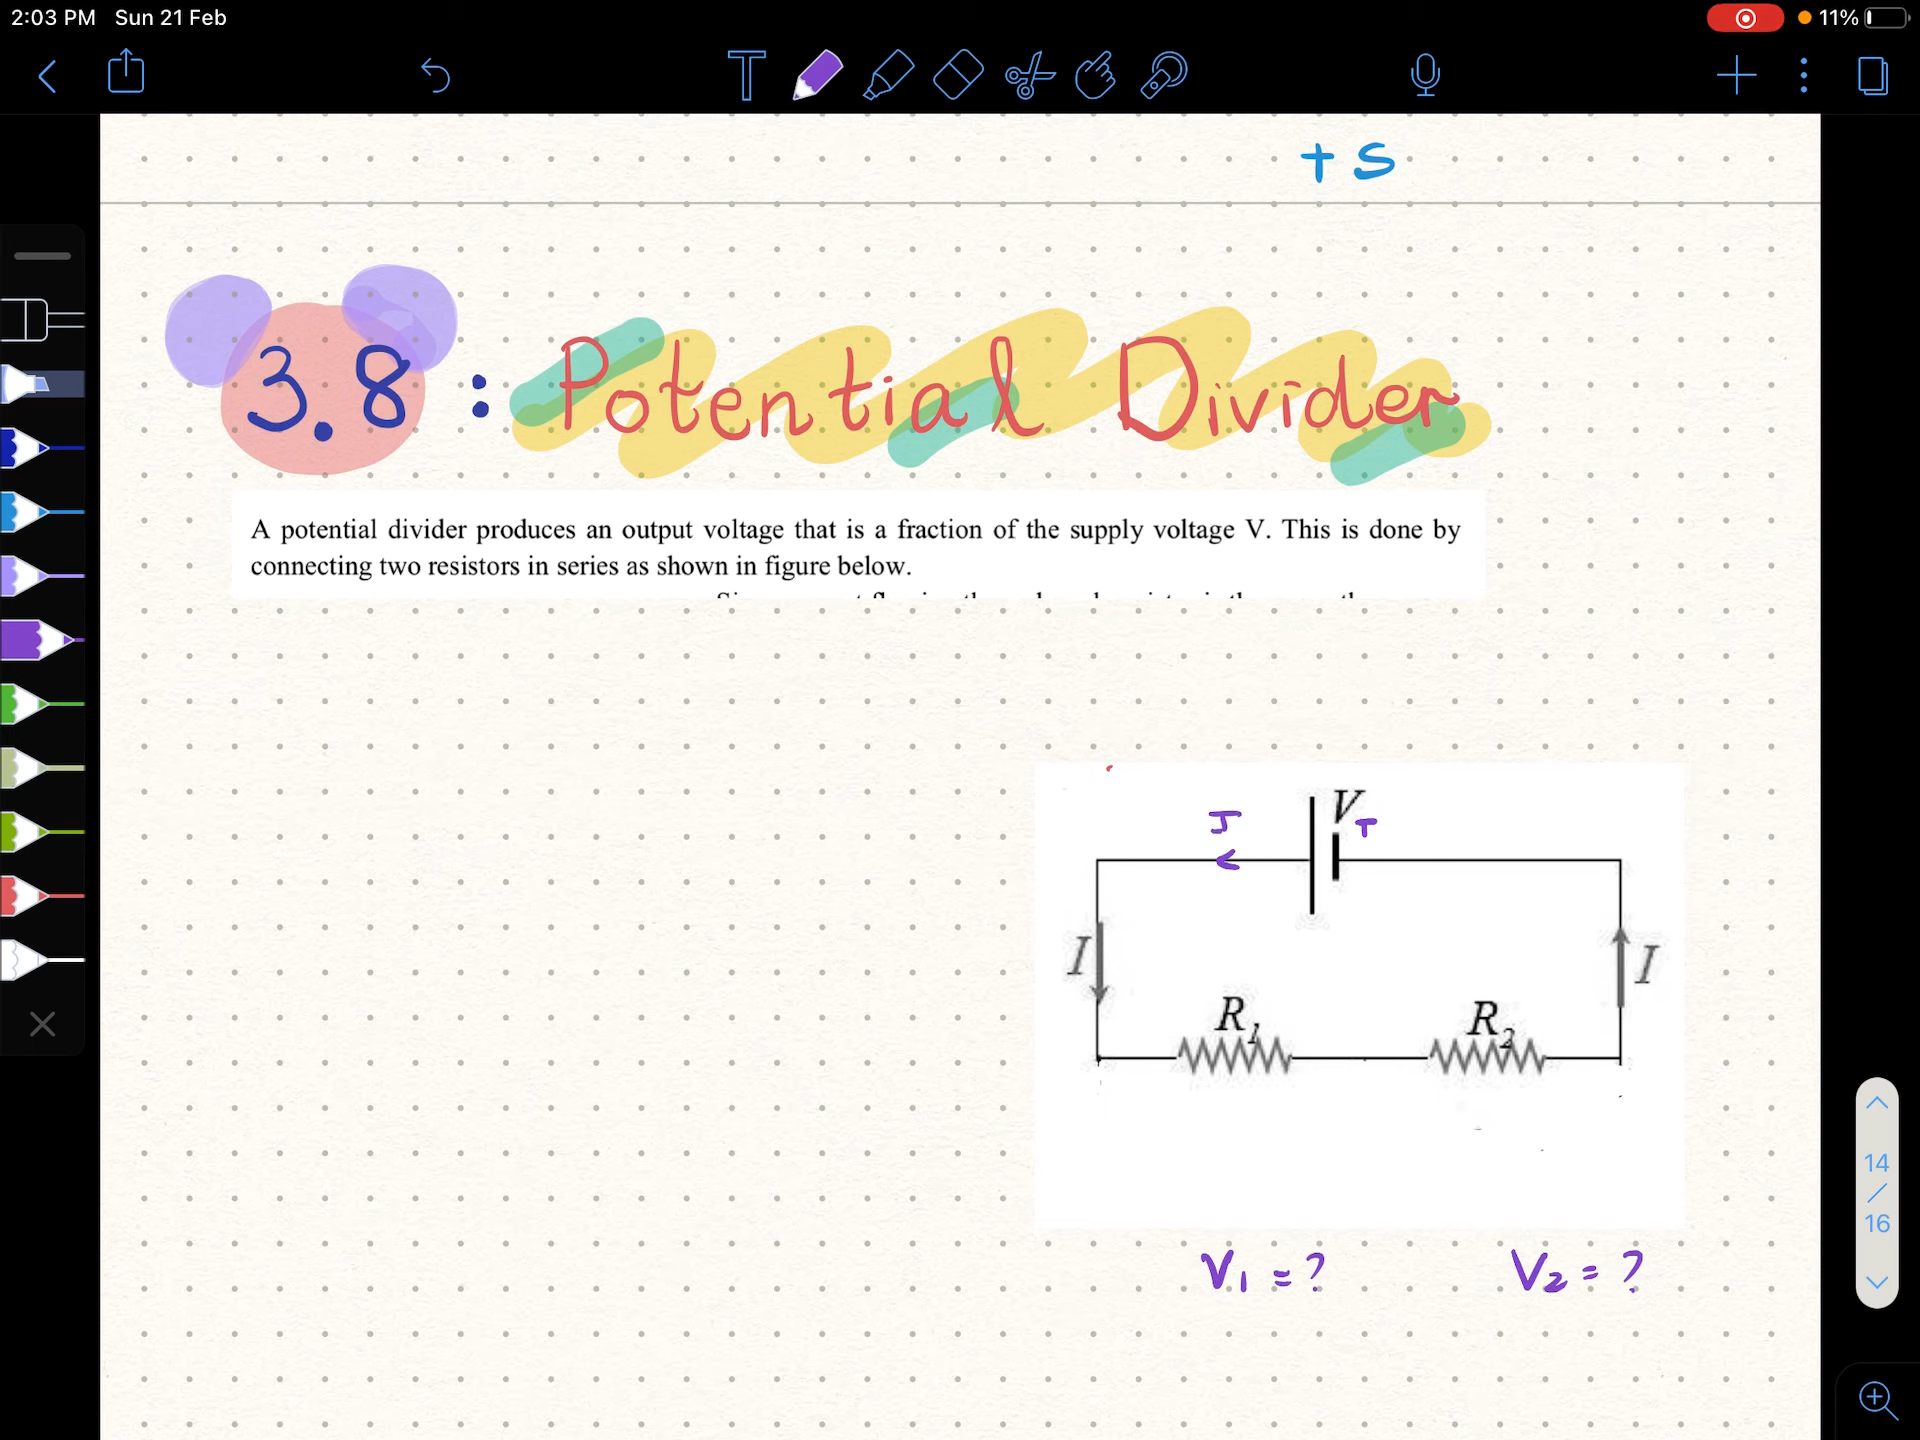 2:03 PM Sun 21 Feb
11%
+ S
3.8 : Potential Divider
A potential divider produces an output voltage that is a fraction of the supply voltage V. This is done by
connecting two resistors in series as shown in figure below.
I
V T
I
I
R1
R2
14
/
16
V1 = ?
V2 = ?